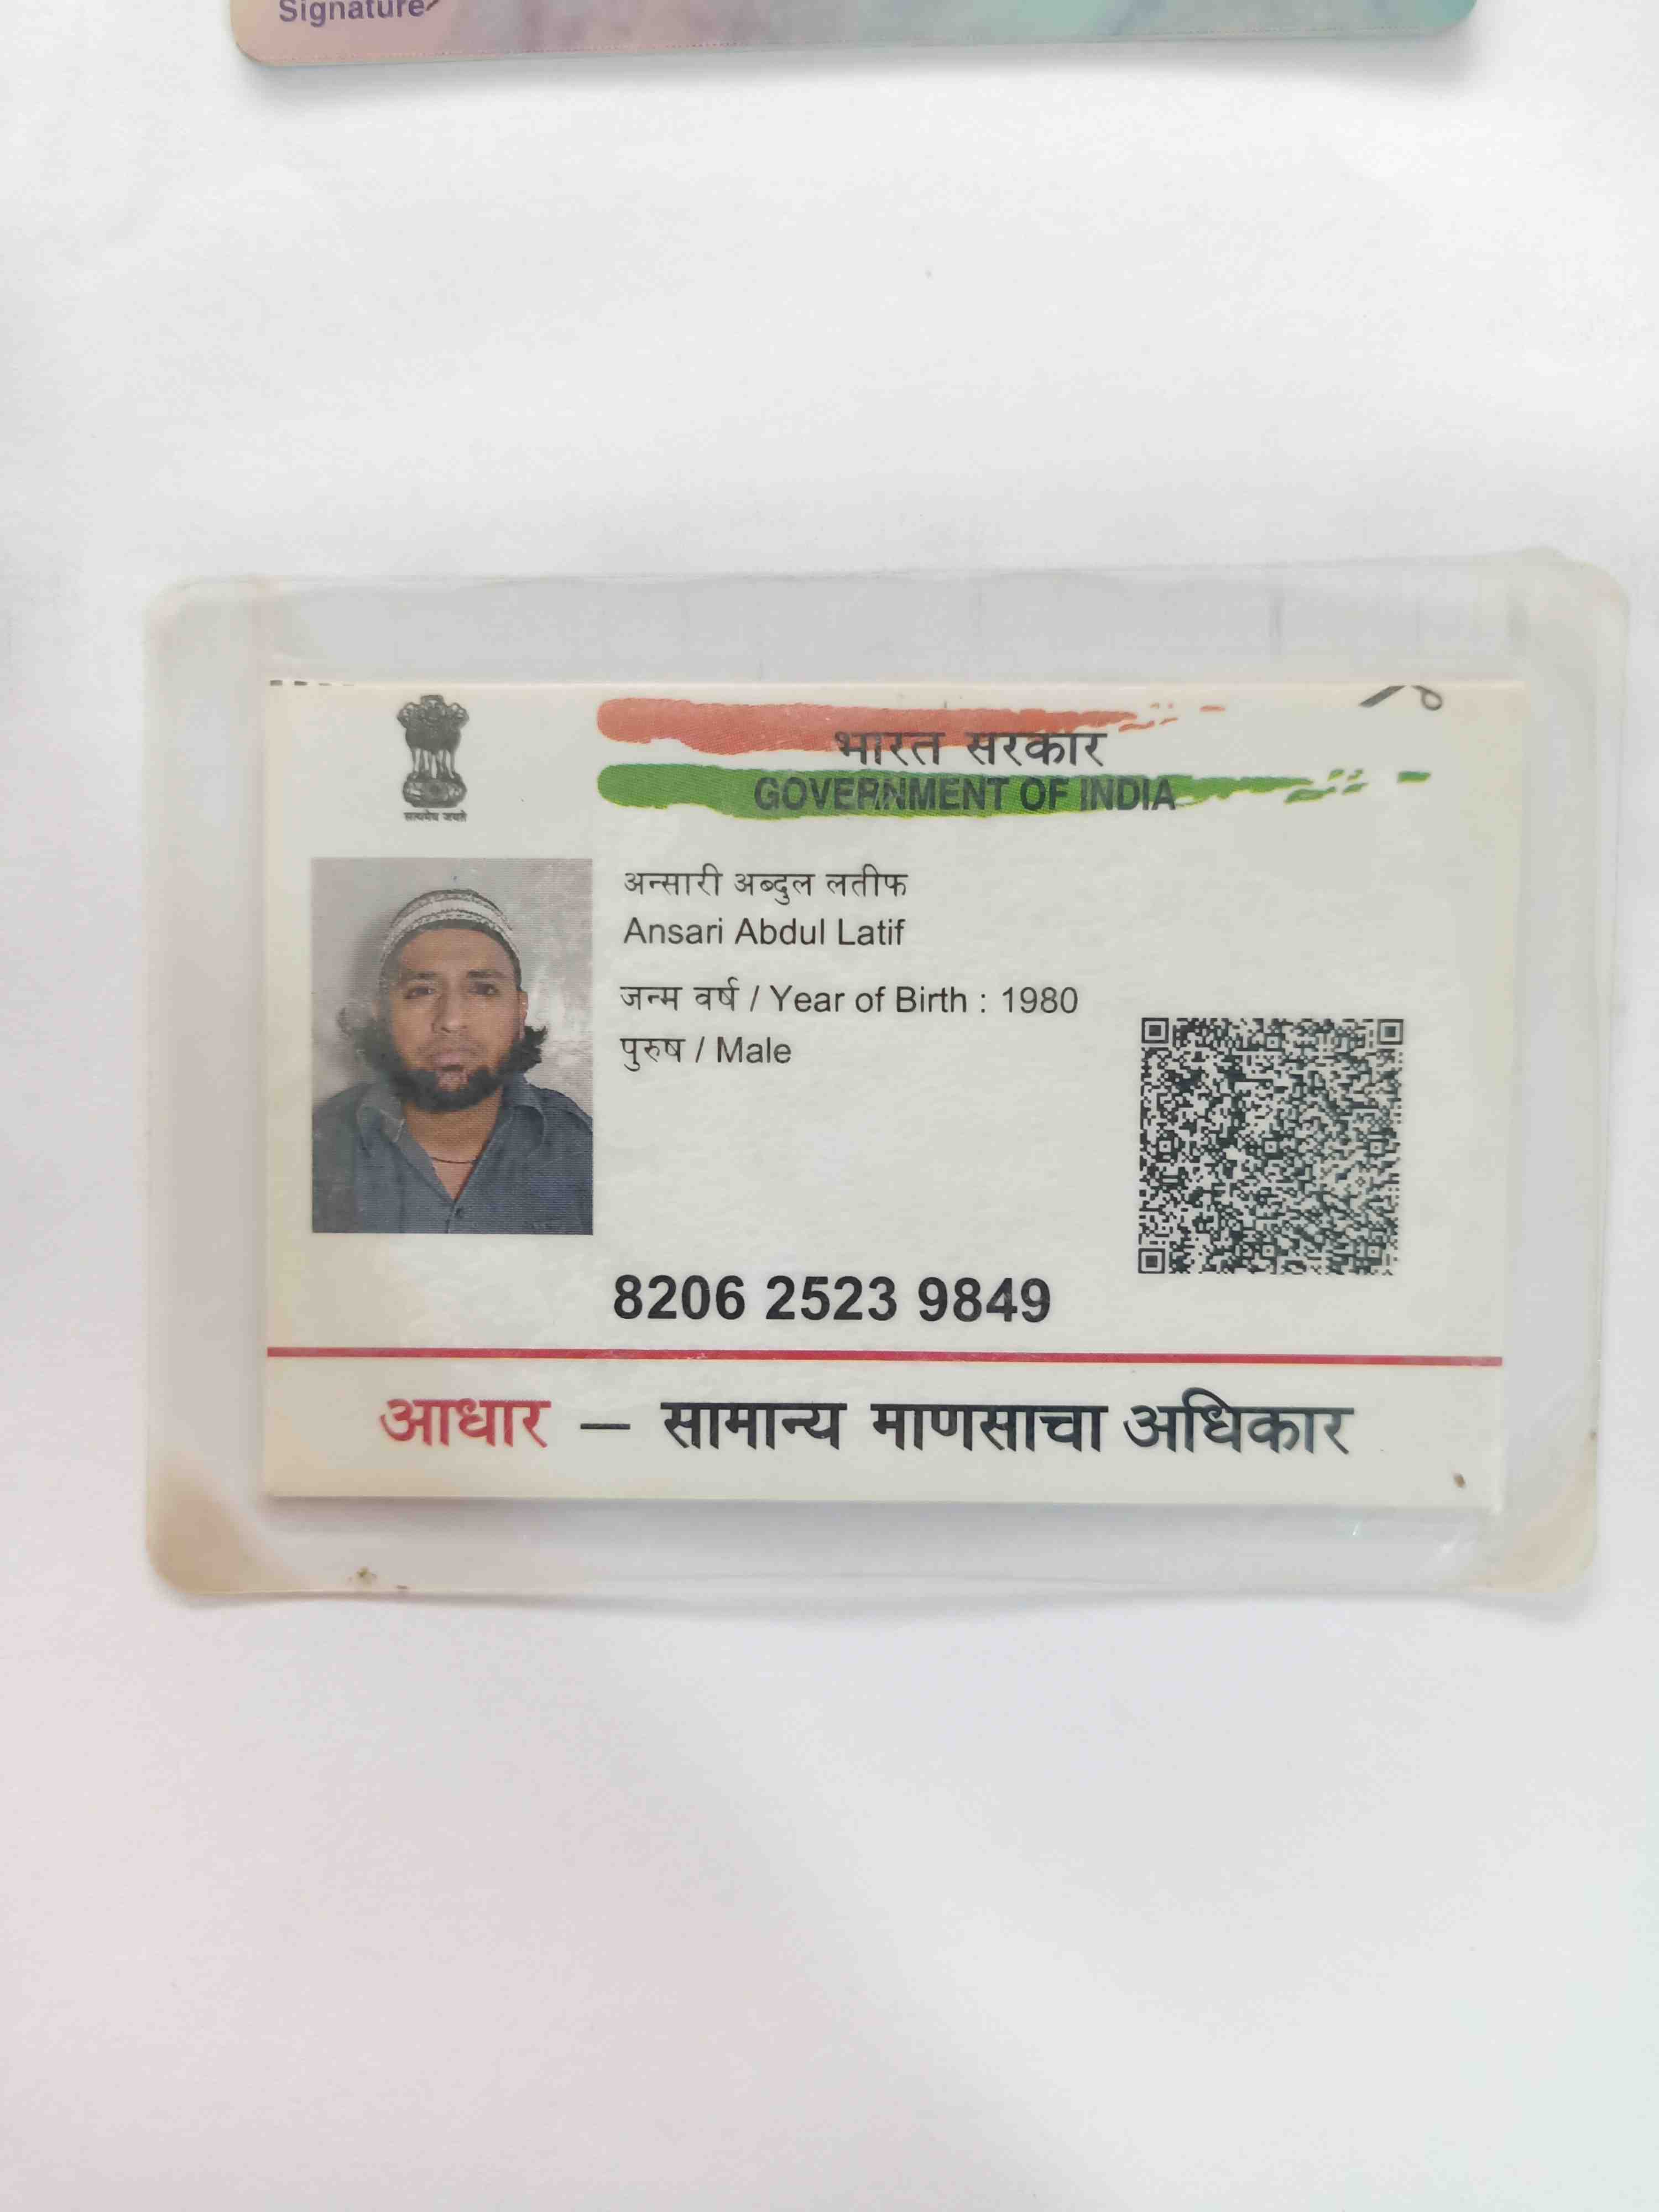 Signature
भारत सरकार
GOVERNMENT OF INDIA
सत्यमेव जयते
अन्सारी अब्दुल लतीफ
Ansari Abdul Latif
जन्म वर्ष / Year of Birth : 1980
पुरुष / Male
8206 2523 9849
आधार – सामान्य माणसाचा अधिकार